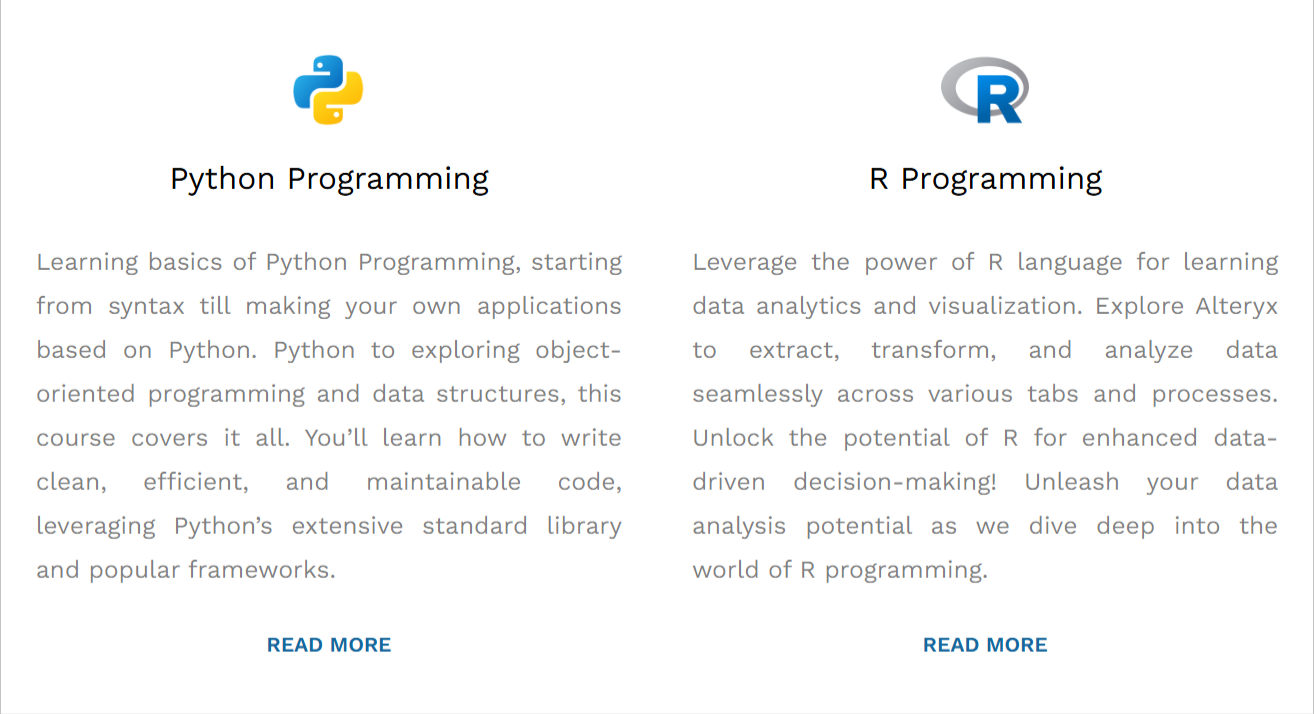 R
Python Programming
Learning basics of Python Programming, starting
from syntax till making your own applications
based on Python. Python to exploring object-
oriented programming and data structures, this
course covers it all. You’ll learn how to write
clean, efficient, and maintainable code,
leveraging Python’s extensive standard library
and popular frameworks.
READ MORE
R Programming
Leverage the power of R language for learning
data analytics and visualization. Explore Alteryx
to extract, transform, and analyze data
seamlessly across various tabs and processes.
Unlock the potential of R for enhanced data-
driven decision-making! Unleash your data
analysis potential as we dive deep into the
world of R programming.
READ MORE